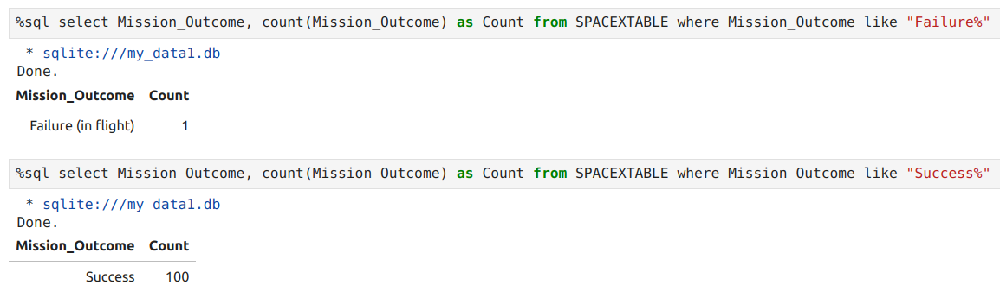 %sql select Mission_Outcome, count(Mission_Outcome) as Count from SPACEXTABLE where Mission_Outcome like "Failure%"
* sqlite:///my_data1.db
Done.
Mission_Outcome Count
Failure (in flight) 1
%sql select Mission_Outcome, count(Mission_Outcome) as Count from SPACEXTABLE where Mission_Outcome like "Success%"
* sqlite:///my_data1.db
Done.
Mission_Outcome Count
Success 100